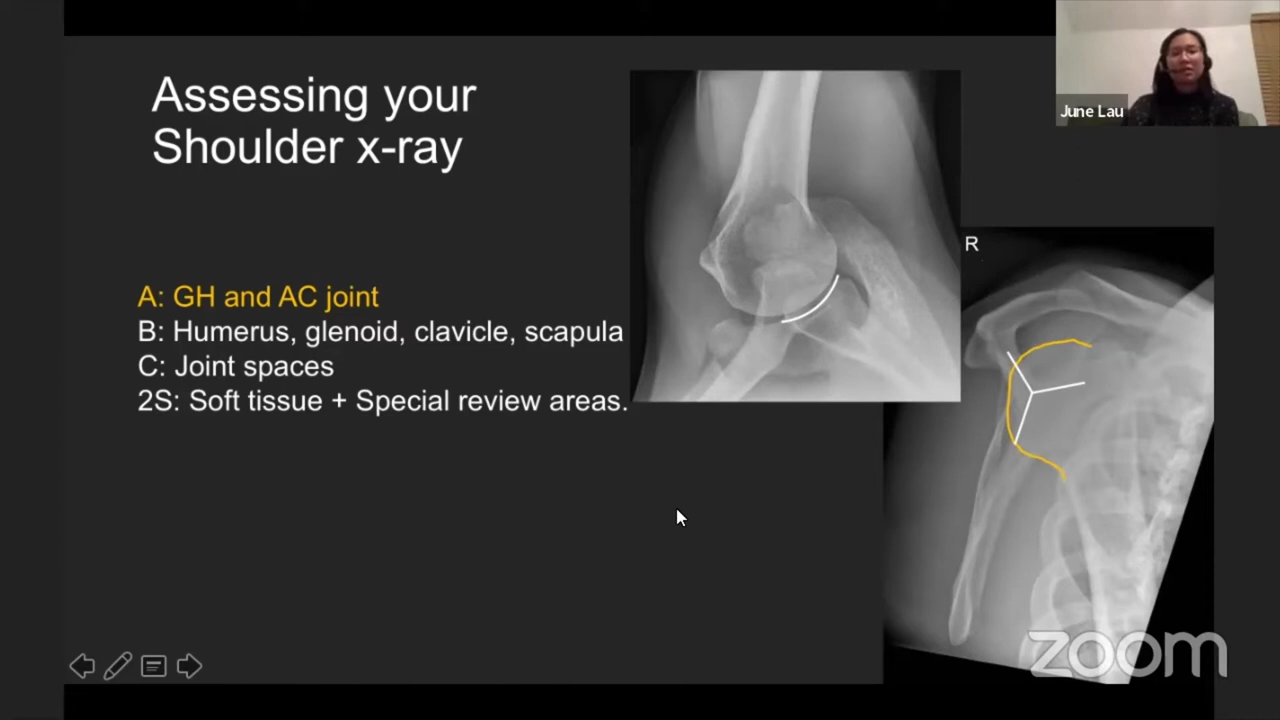 Assessing your
Shoulder x-ray
June Lau
R
A: GH and AC joint
B: Humerus, glenoid, clavicle, scapula
C: Joint spaces
2S: Soft tissue + Special review areas.
zoom